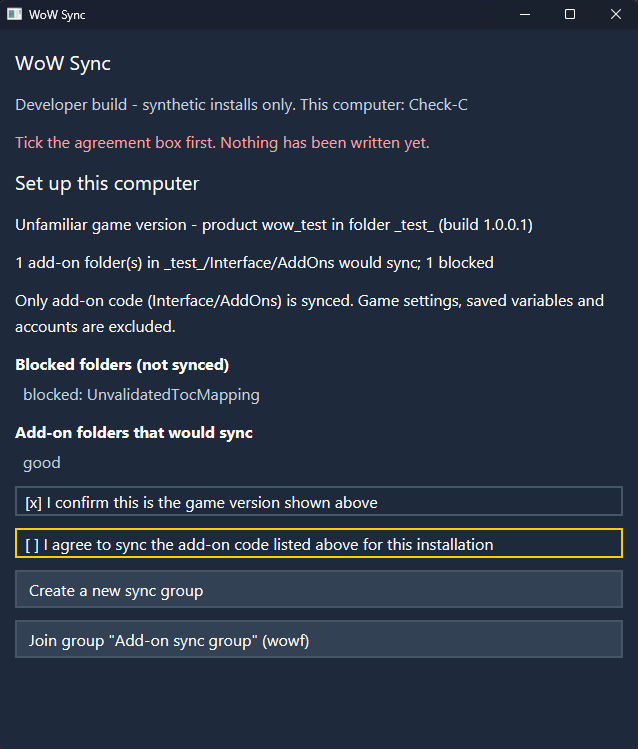 WoW Sync
WoW Sync
Developer build - synthetic installs only. This computer: Check-C
Tick the agreement box first. Nothing has been written yet.
Set up this computer
Unfamiliar game version - product wow_test in folder _test_ (build 1.0.0.1)
1 add-on folder(s) in _test_/Interface/AddOns would sync; 1 blocked
Only add-on code (Interface/AddOns) is synced. Game settings, saved variables and
accounts are excluded.
Blocked folders (not synced)
blocked: UnvalidatedTocMapping
Add-on folders that would sync
good
[x] I confirm this is the game version shown above
[ ] I agree to sync the add-on code listed above for this installation
Create a new sync group
Join group "Add-on sync group" (wowf)